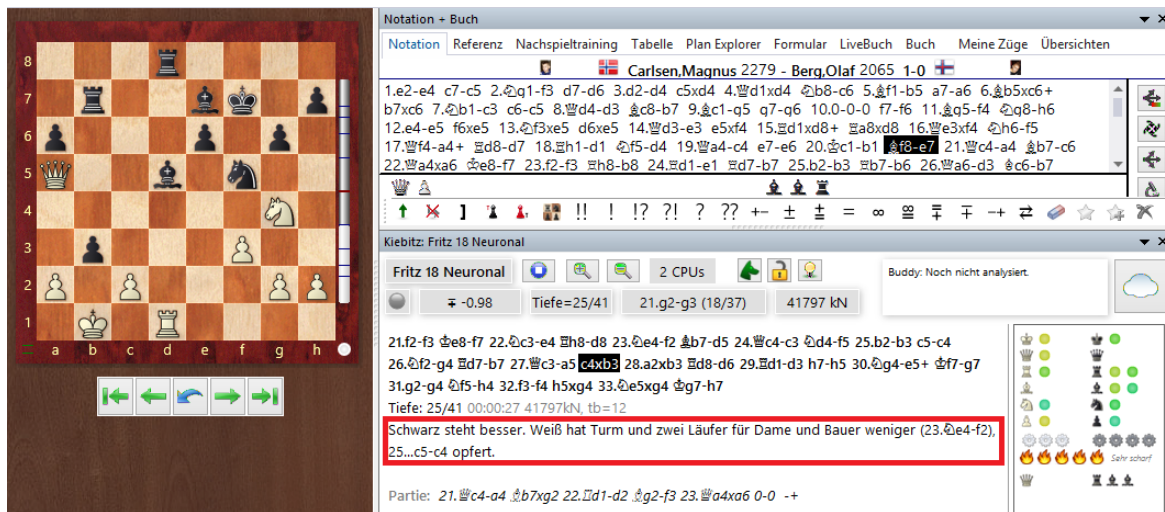 Notation + Buch
Notation Referenz Nachspieltraining Tabelle Plan Explorer Formular LiveBuch Buch Meine Züge Übersichten
Carlsen,Magnus 2279 - Berg,Olaf 2065 1-0
1.e2-e4 c7-c5 2.♘g1-f3 d7-d6 3.d2-d4 c5xd4 4.♕d1xd4 ♘b8-c6 5.♗f1-b5 a7-a6 6.♗b5xc6+
b7xc6 7.♘b1-c3 c6-c5 8.♕d4-d3 ♗c8-b7 9.♗c1-g5 g7-g6 10.0-0-0 f7-f6 11.♗g5-f4 ♘g8-h6
12.e4-e5 f6xe5 13.♘f3xe5 d6xe5 14.♕d3-e3 e5xf4 15.♖d1xd8+ ♖a8xd8 16.♕e3xf4 ♘h6-f5
17.♕f4-a4+ ♖d8-d7 18.♖h1-d1 ♘f5-d4 19.♕a4-c4 e7-e6 20.♔c1-b1 ♗f8-e7 21.♕c4-a4 ♗b7-c6
22.♕a4xa6 ♔e8-f7 23.f2-f3 ♖h8-b8 24.♖d1-e1 ♖d7-b7 25.b2-b3 ♖b7-b6 26.♕a6-d3 ♗c6-b7
!! ! !? ?! ? ?? +− ± ⩲ = ∞ ⯹ ⩱ ∓ −+ ⇄
Kiebitz: Fritz 18 Neuronal
Fritz 18 Neuronal 2 CPUs
Buddy: Noch nicht analysiert.
∓ -0.98 Tiefe=25/41 21.g2-g3 (18/37) 41797 kN
21.f2-f3 ♔e8-f7 22.♘c3-e4 ♖h8-d8 23.♘e4-f2 ♗b7-d5 24.♕c4-c3 ♘d4-f5 25.b2-b3 c5-c4
26.♘f2-g4 ♖d7-b7 27.♕c3-a5 c4xb3 28.a2xb3 ♖d8-d6 29.♖d1-d3 h7-h5 30.♘g4-e5+ ♔f7-g7
31.g2-g4 ♘f5-h4 32.f3-f4 h5xg4 33.♘e5xg4 ♔g7-h7
Tiefe: 25/41 00:00:27 41797kN, tb=12
Schwarz steht besser. Weiß hat Turm und zwei Läufer für Dame und Bauer weniger (23.♘e4-f2),
25...c5-c4 opfert.
Partie: 21.♕c4-a4 ♗b7xg2 22.♖d1-d2 ♗g2-f3 23.♕a4xa6 0-0 -+
Sehr scharf
8
7
6
5
4
3
2
1
a b c d e f g h